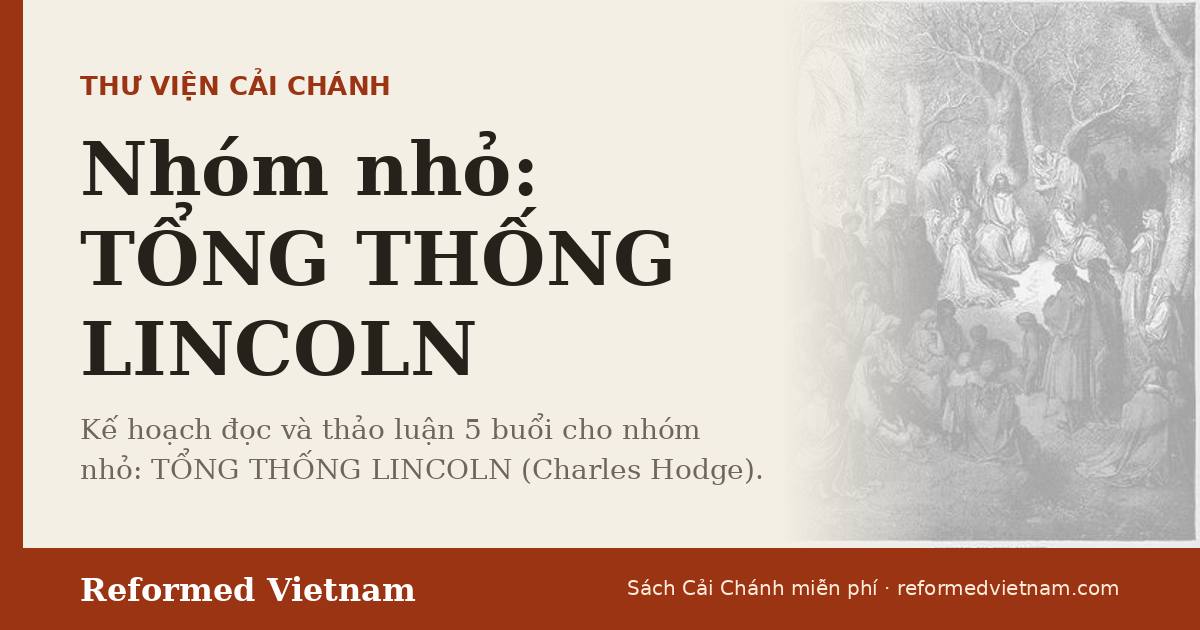 THƯ VIỆN CẢI CHÁNH
Nhóm nhỏ:
TỔNG THỐNG
LINCOLN
Kế hoạch đọc và thảo luận 5 buổi cho nhóm
nhỏ: TỔNG THỐNG LINCOLN (Charles Hodge).
Reformed Vietnam
Sách Cải Chánh miễn phí · reformedvietnam.com